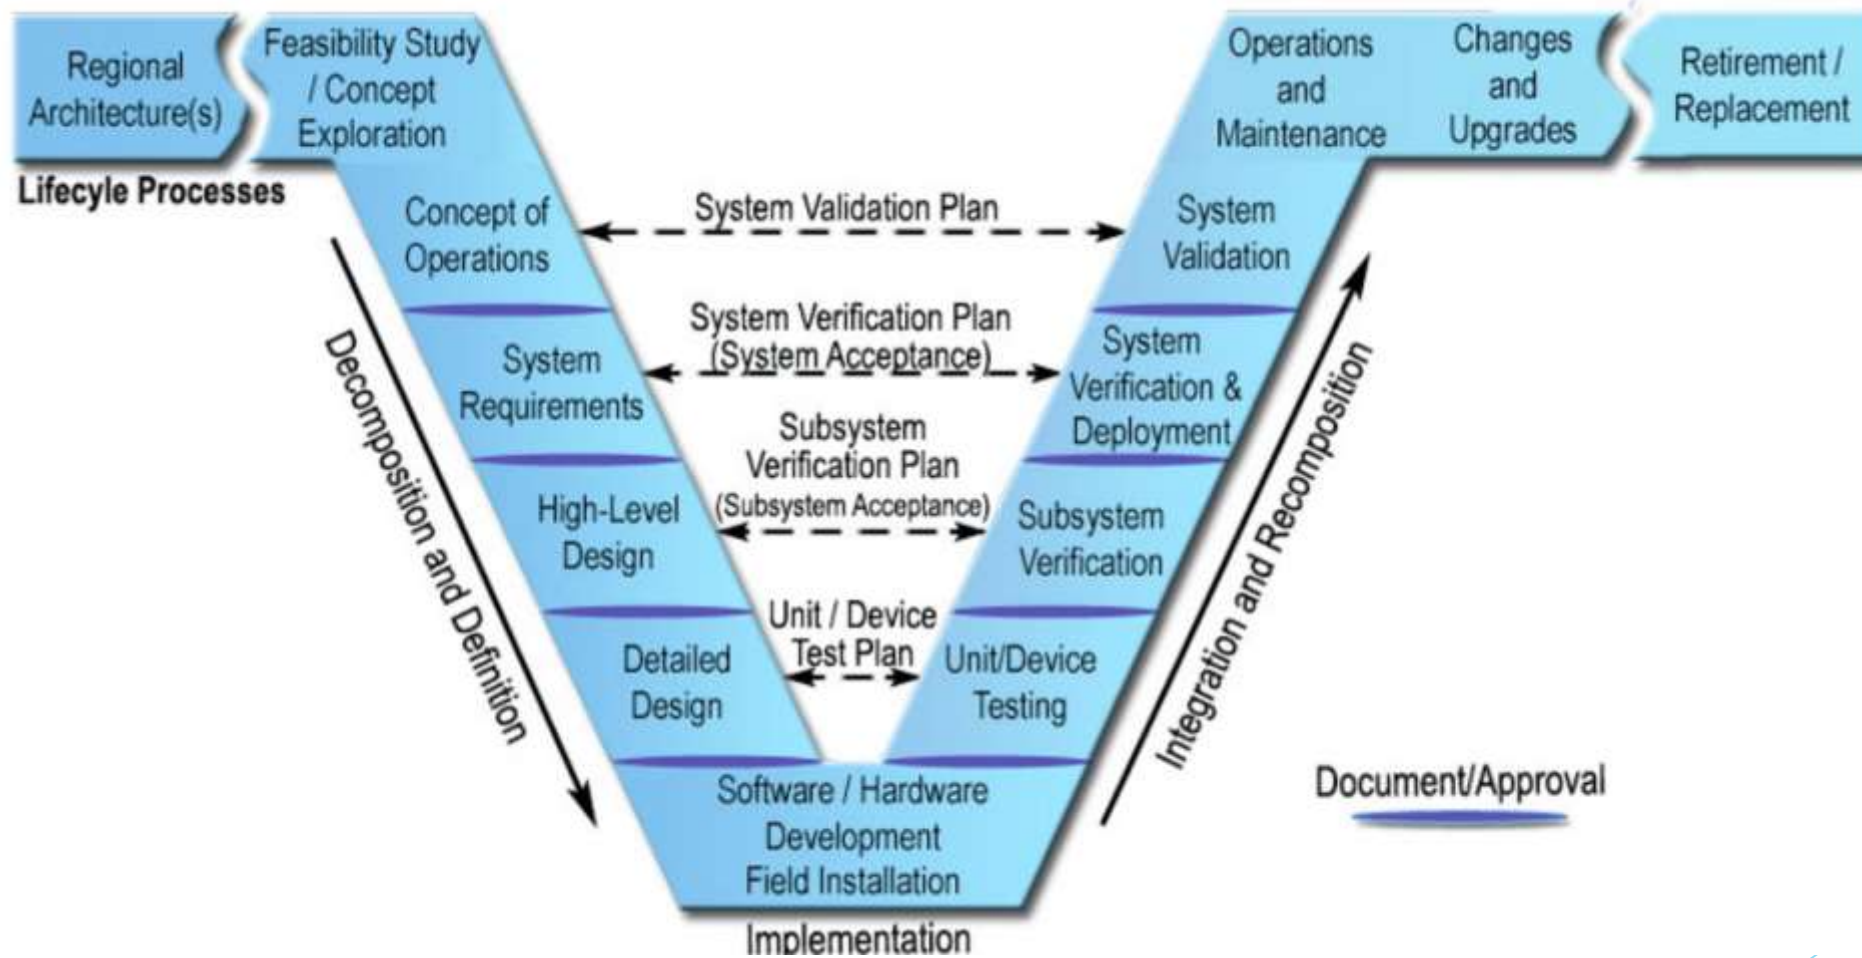 Regional
Architecture(s)
Feasibility Study
/ Concept
Exploration
Operations
and
Maintenance
Changes
and
Upgrades
Retirement /
Replacement
Lifecyle Processes
Concept of
Operations
System Validation Plan
System
Validation
System
Requirements
System Verification Plan
(System Acceptance)
System
Verification &
Deployment
High-Level
Design
Subsystem
Verification Plan
(Subsystem Acceptance)
Subsystem
Verification
Detailed
Design
Unit / Device
Test Plan
Unit/Device
Testing
Decomposition and Definition
Integration and Recomposition
Software / Hardware
Development
Field Installation
Implementation
Document/Approval